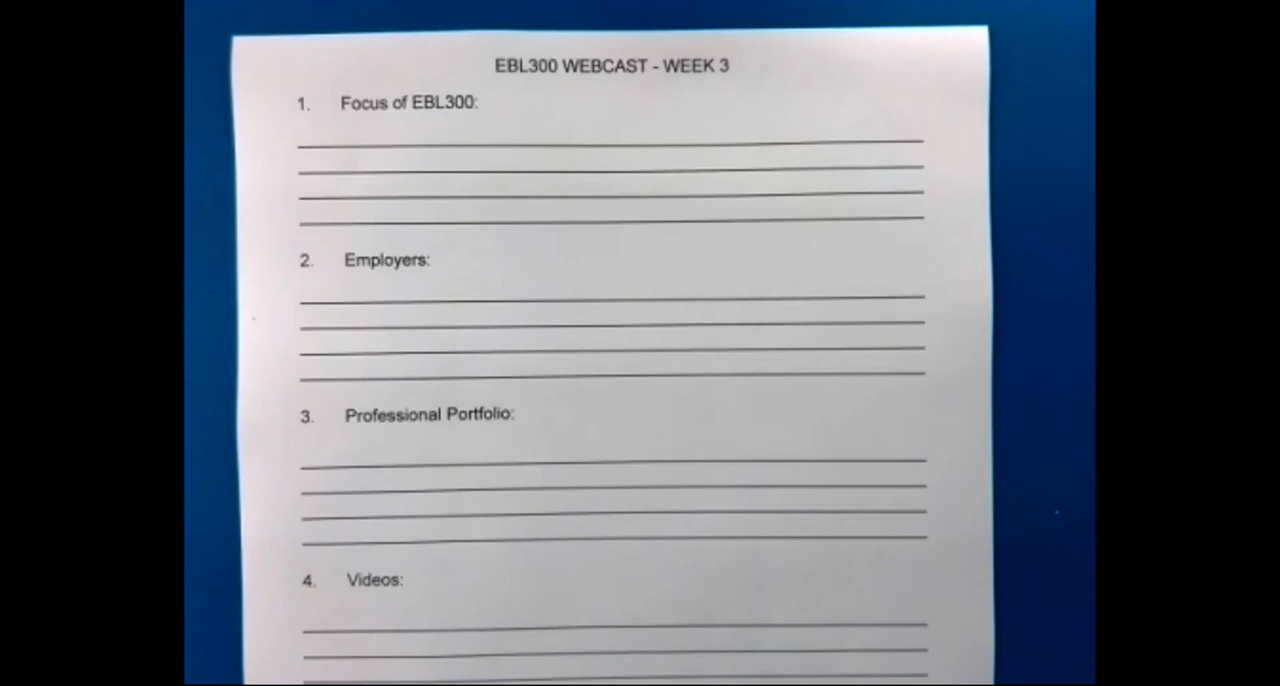 EBL300 WEBCAST - WEEK 3
1. Focus of EBL300:
2. Employers:
3. Professional Portfolio:
4. Videos: